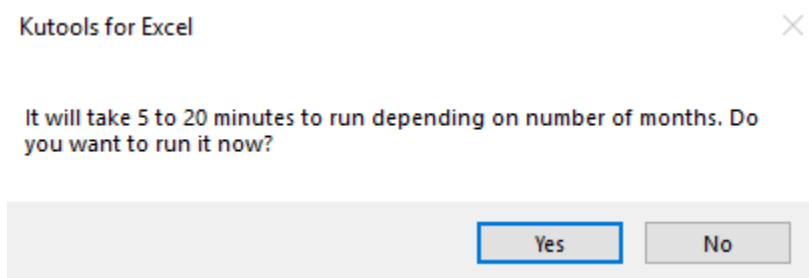 Kutools for Excel
It will take 5 to 20 minutes to run depending on number of months. Do
you want to run it now?
Yes
No